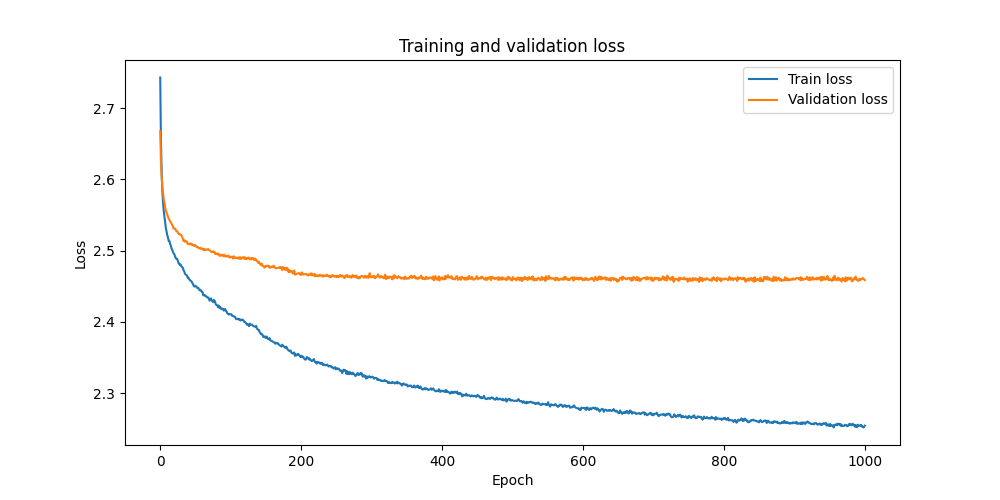 Training and validation loss
Train loss
Validation loss
2.7
2.6
2.5
2.4
2.3
Loss
0 200 400 600 800 1000
Epoch